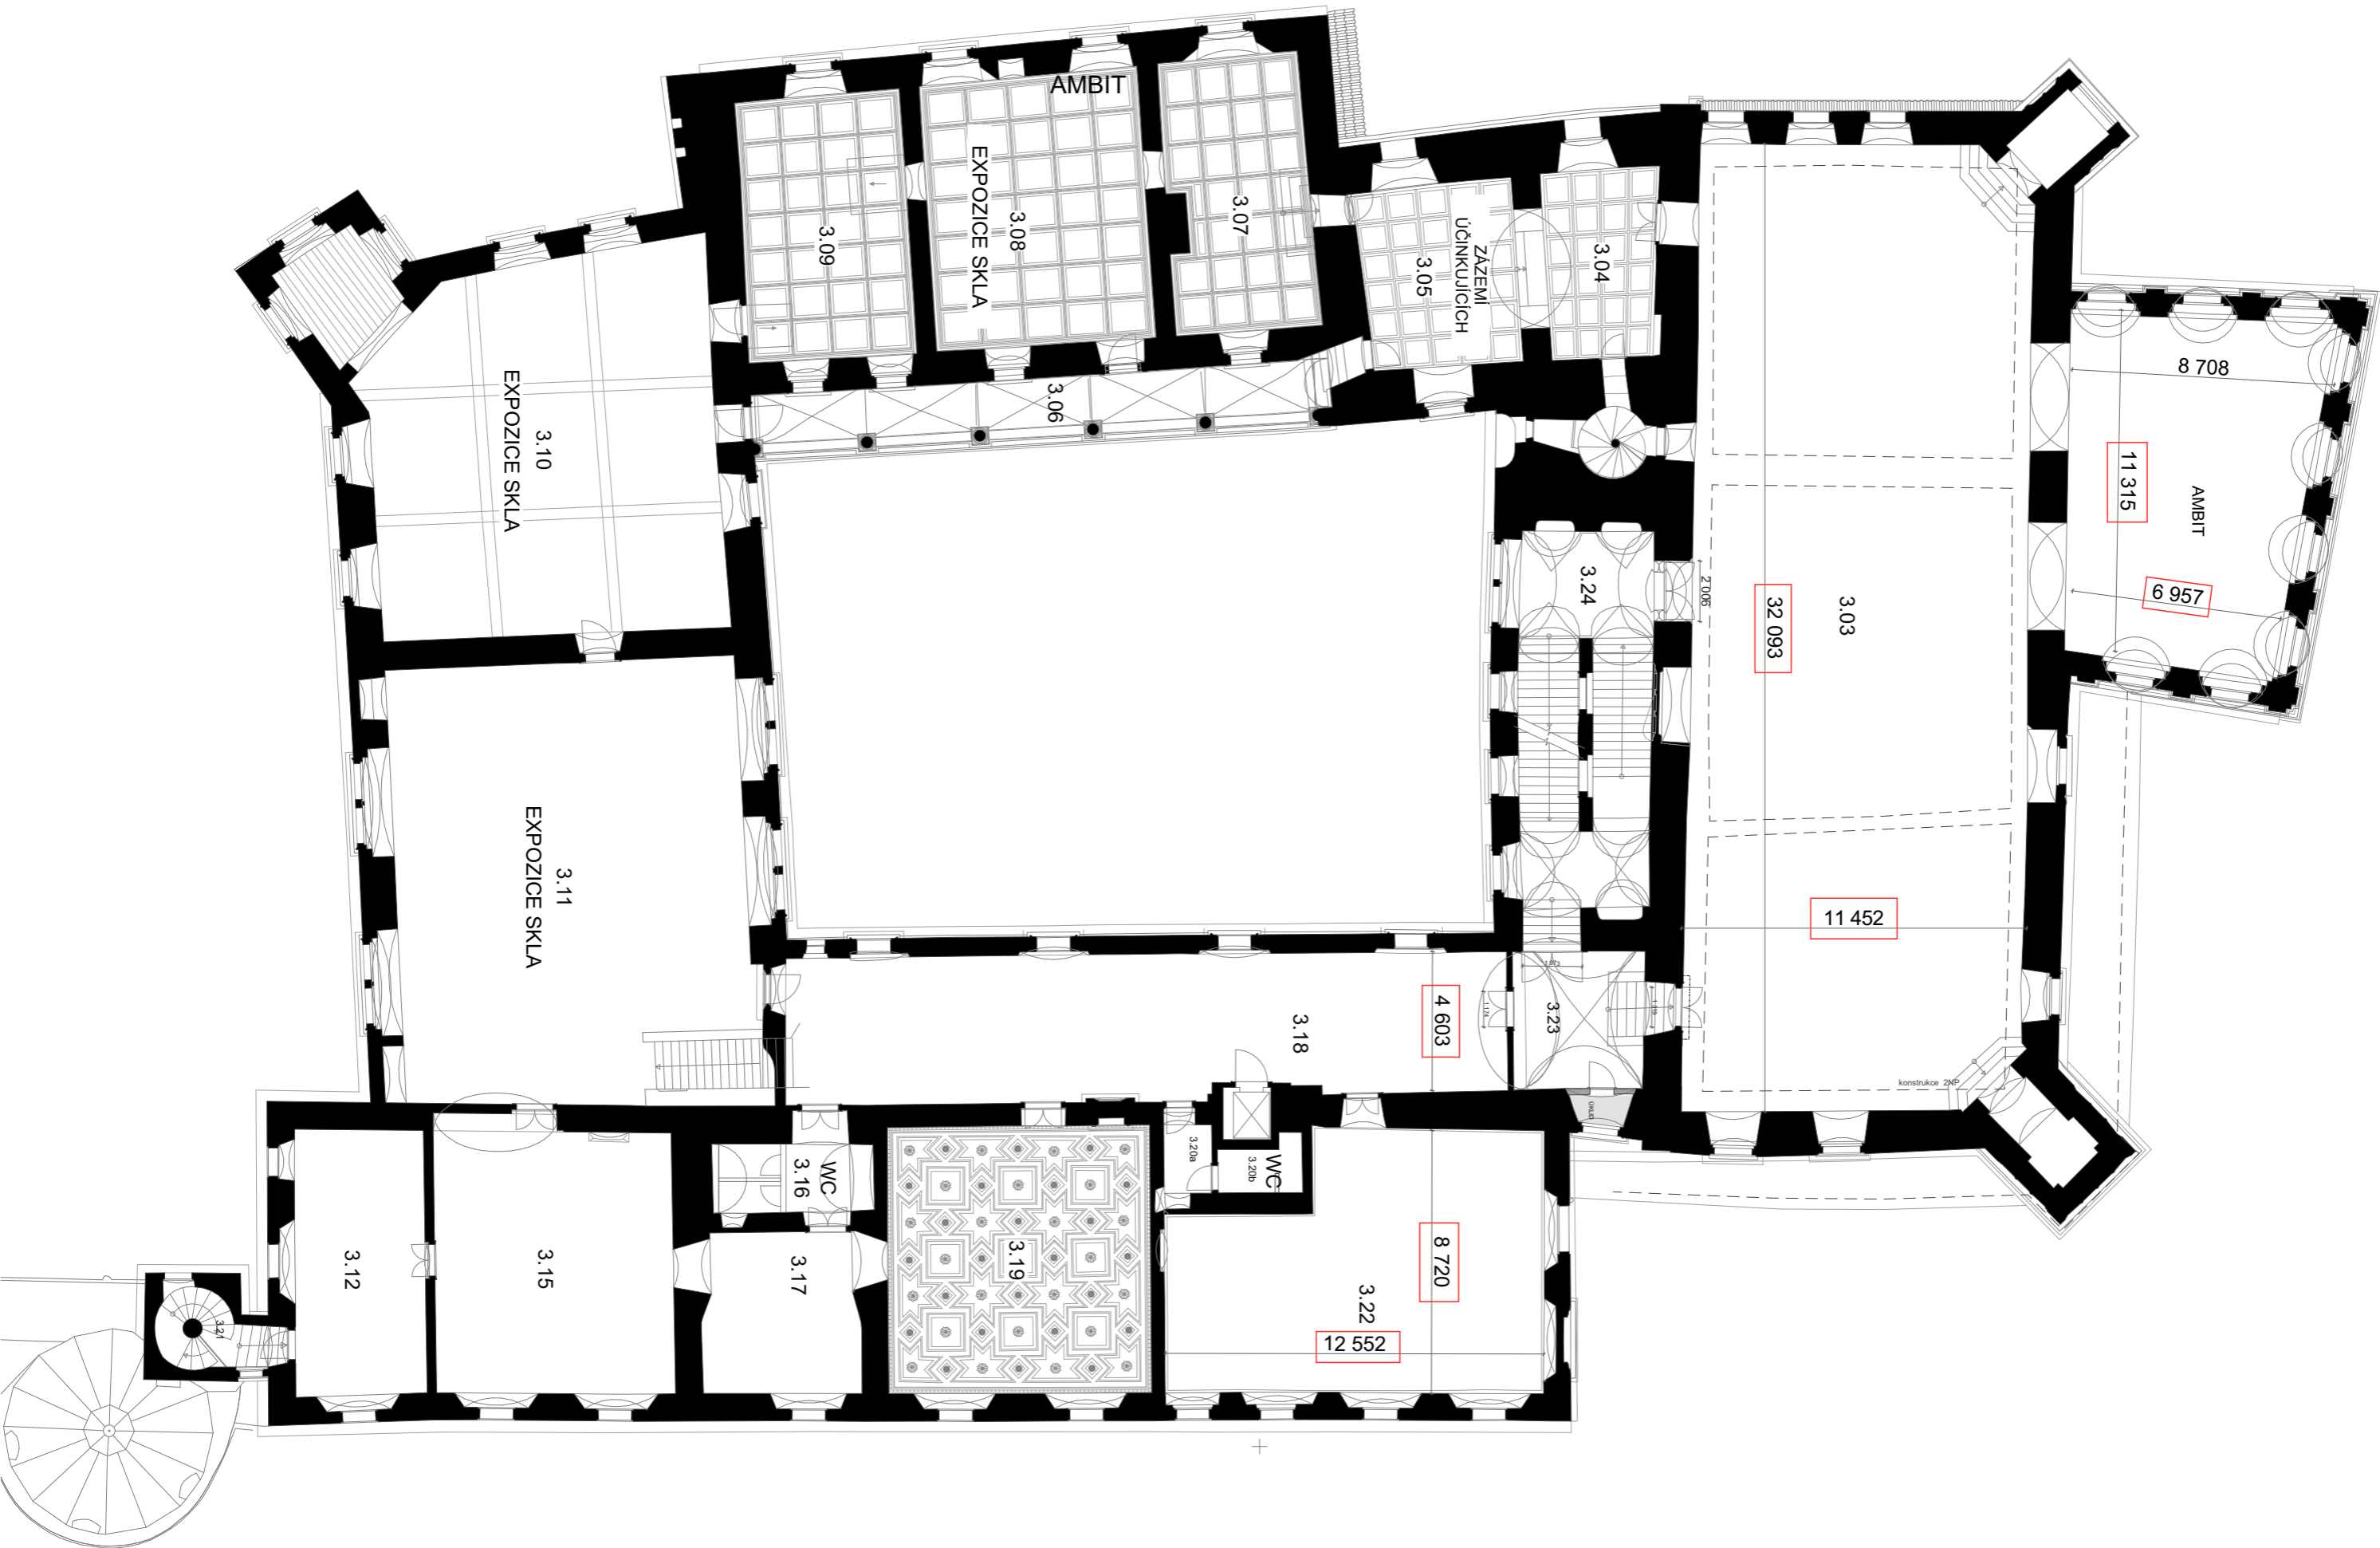 AMBIT
3.09
3.08
EXPOZICE SKLA
3.07
3.05
ZÁZEMÍ
ÚČINKUJÍCÍCH
3.04
3.06
3.10
EXPOZICE SKLA
3.24
2 006
32 093
3.03
8 708
11 315
AMBIT
6 957
3.11
EXPOZICE SKLA
11 452
3.18
4 603
3.23
konstrukce 2NP
ÚKLID
3.12
3.15
WC
3.16
3.17
3.19
3.20a
WC
3.20b
8 720
3.22
12 552
3.21